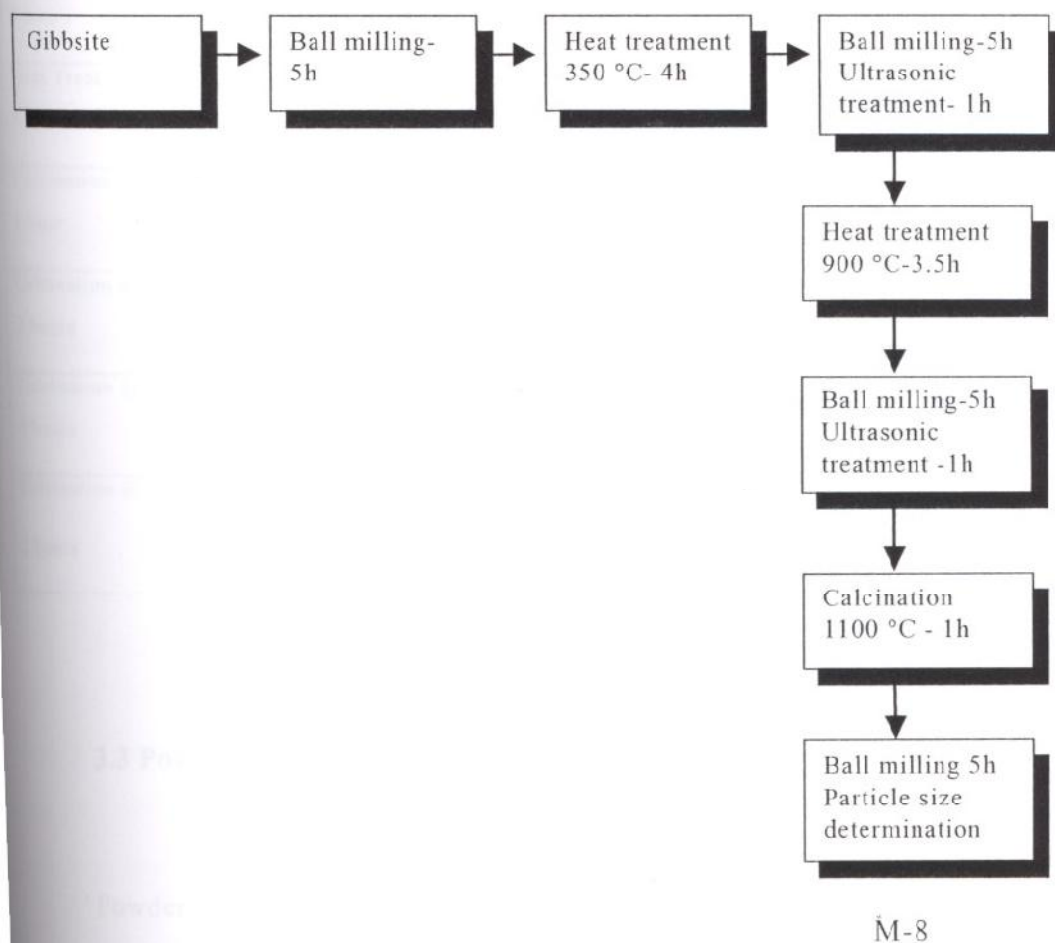 Gibbsite
Ball milling-
5h
Heat treatment
350 °C- 4h
Ball milling-5h
Ultrasonic
treatment- 1h
Heat treatment
900 °C-3.5h
Ball milling-5h
Ultrasonic
treatment -1h
Calcination
1100 °C - 1h
Ball milling 5h
Particle size
determination
M-8